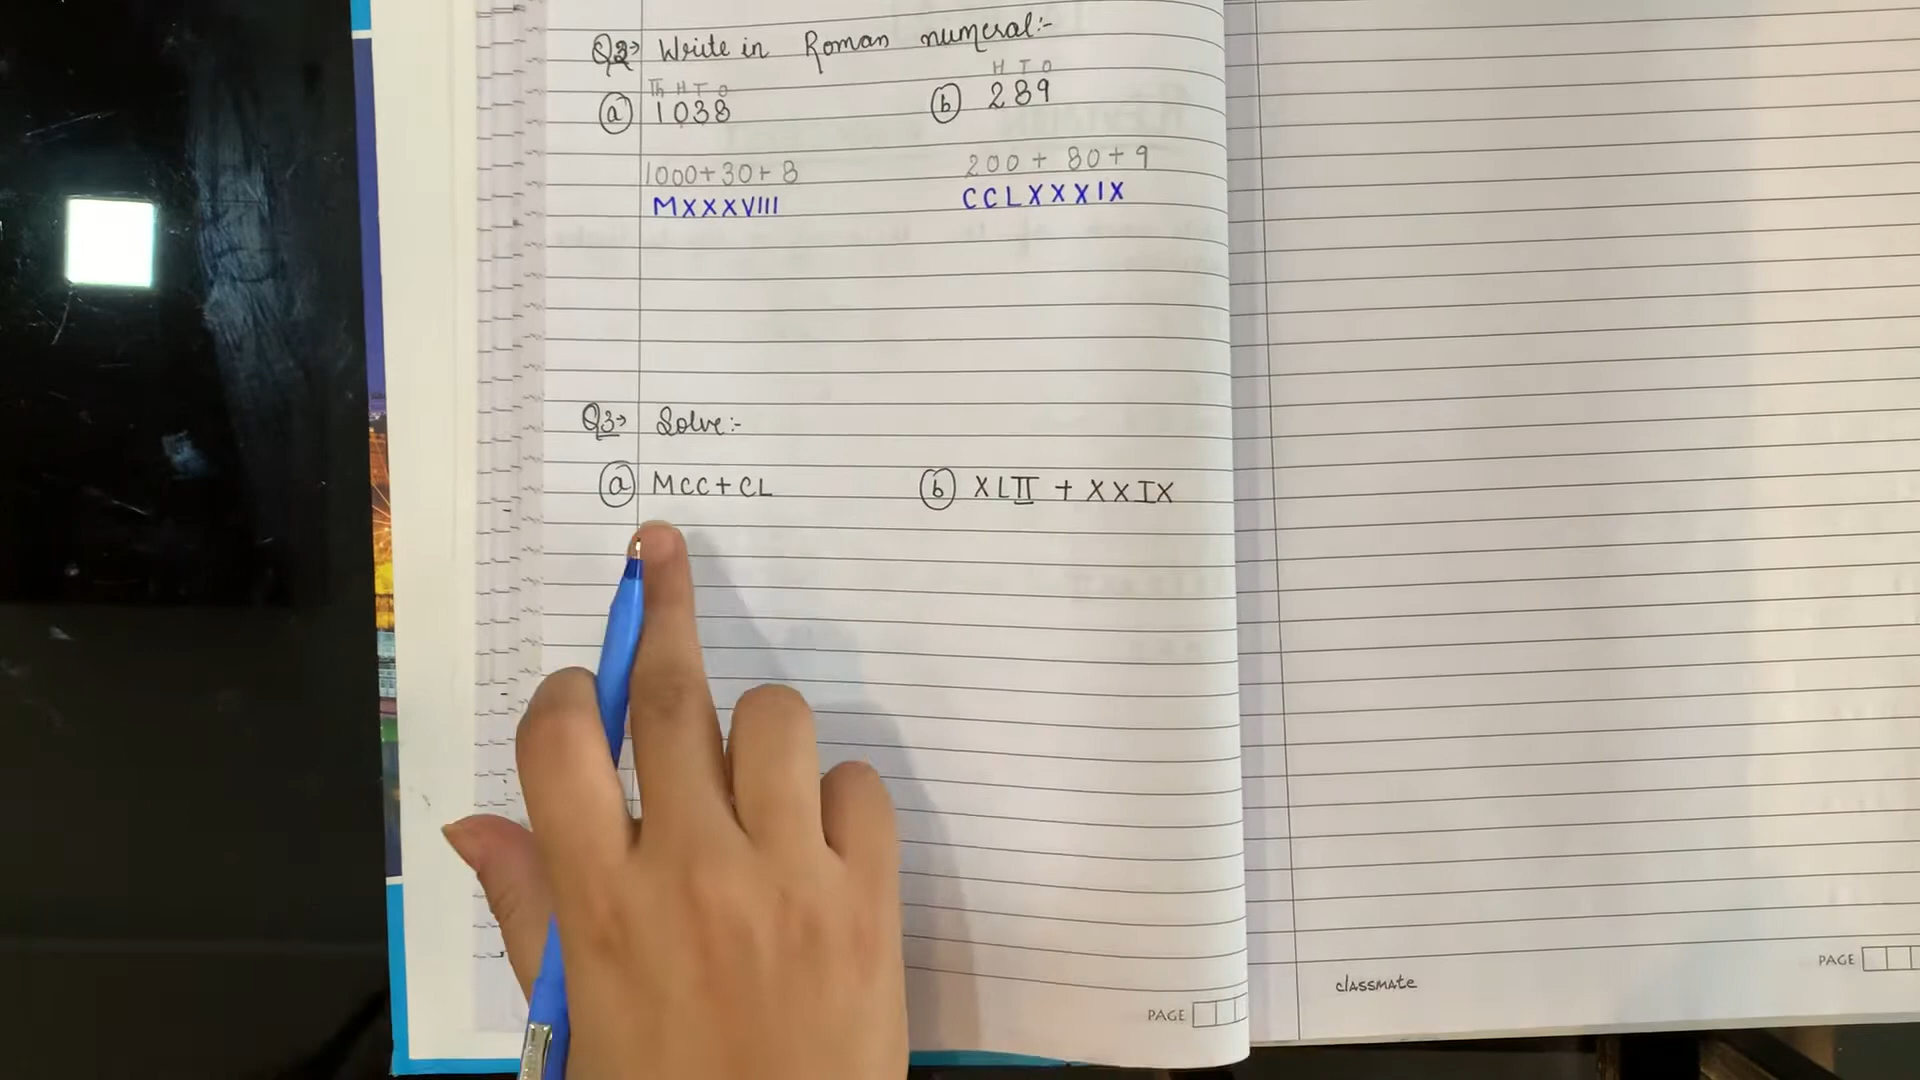 Q2→ Write in Roman numeral:-
Th H T O H T O
(a) 1038 (b) 289
1000+30+8 200 + 80+9
MXXXVIII CCLXXXIX
Q3→ Solve:-
(a) MCC+CL (b) XLII + XXIX
PAGE
classmate
PAGE